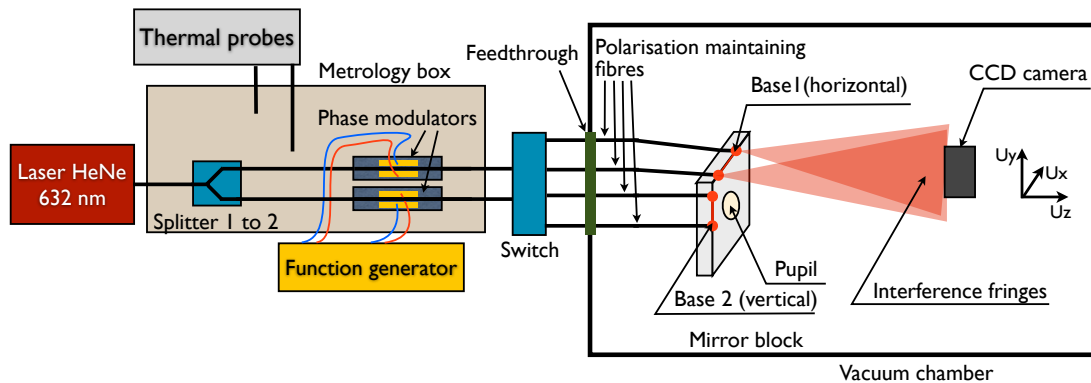 Thermal probes
Metrology box
Phase modulators
Laser HeNe
632 nm
Splitter 1 to 2
Function generator
Switch
Feedthrough
Polarisation maintaining
fibres
Base1(horizontal)
CCD camera
Uy
Ux
Uz
Pupil
Base 2 (vertical)
Interference fringes
Mirror block
Vacuum chamber